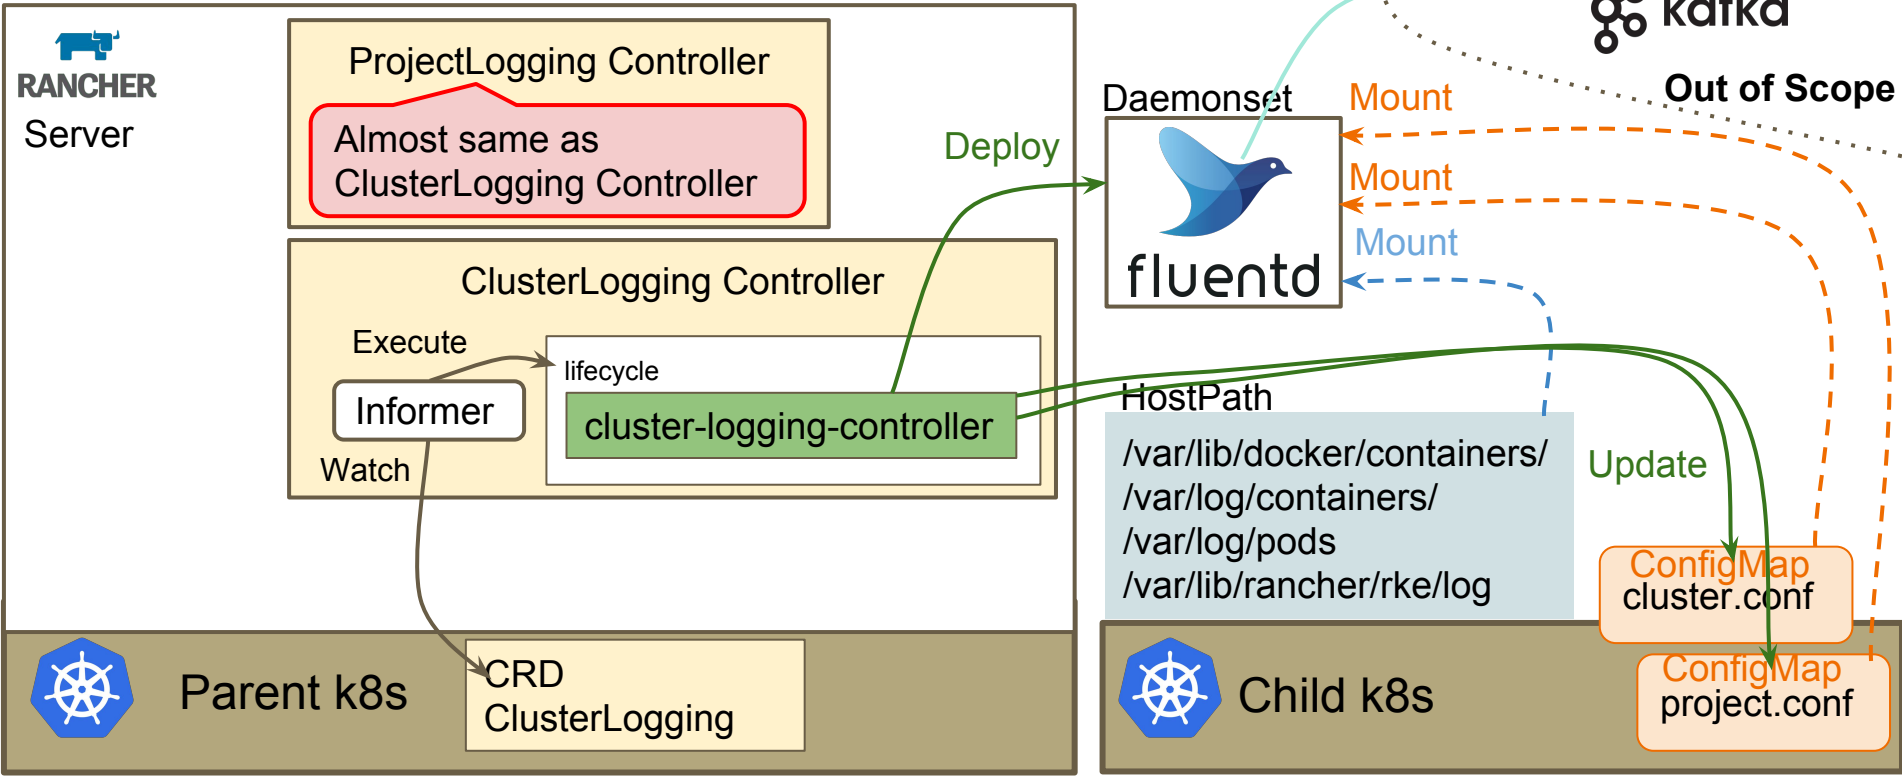 RANCHER
Server
ProjectLogging Controller
Almost same as
ClusterLogging Controller
ClusterLogging Controller
Execute
lifecycle
Informer
cluster-logging-controller
Watch
CRD
ClusterLogging
Parent k8s
Deploy
Daemonset
fluentd
Mount
Mount
Mount
kafka
Out of Scope
HostPath
/var/lib/docker/containers/
/var/log/containers/
/var/log/pods
/var/lib/rancher/rke/log
Update
ConfigMap
cluster.conf
ConfigMap
project.conf
Child k8s